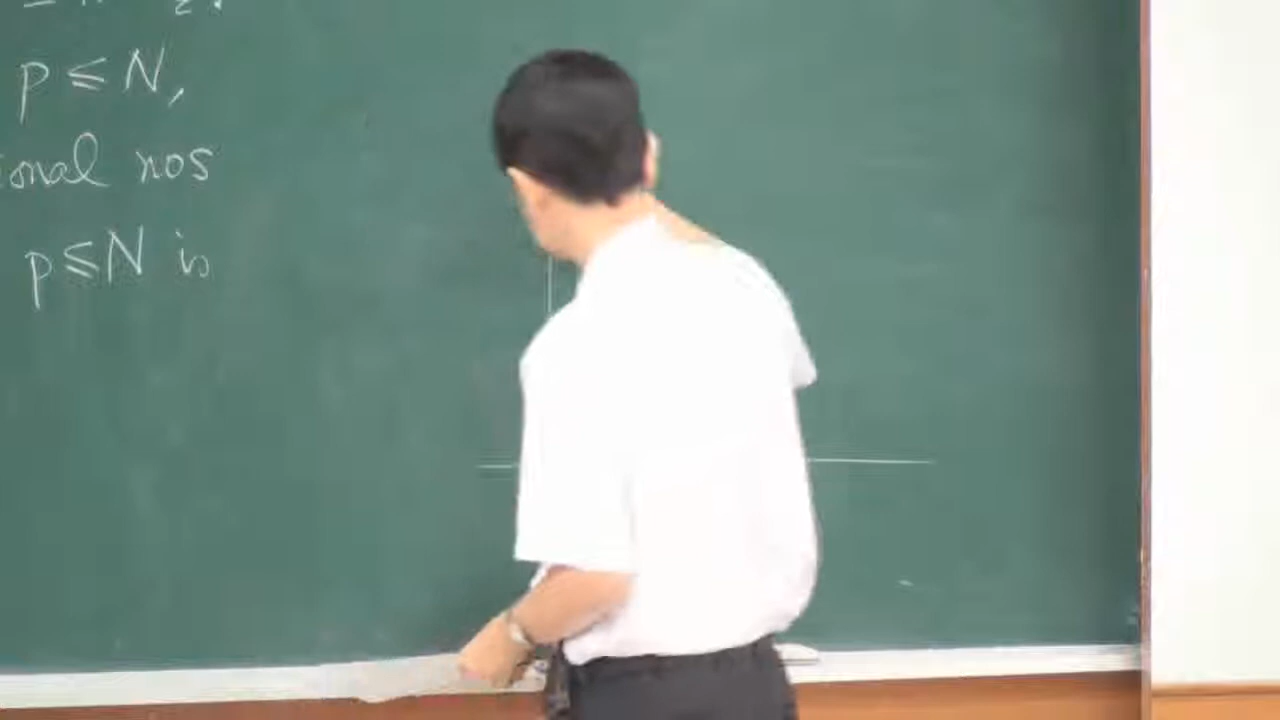 p ≤ N,
onal nos
p ≤ N is